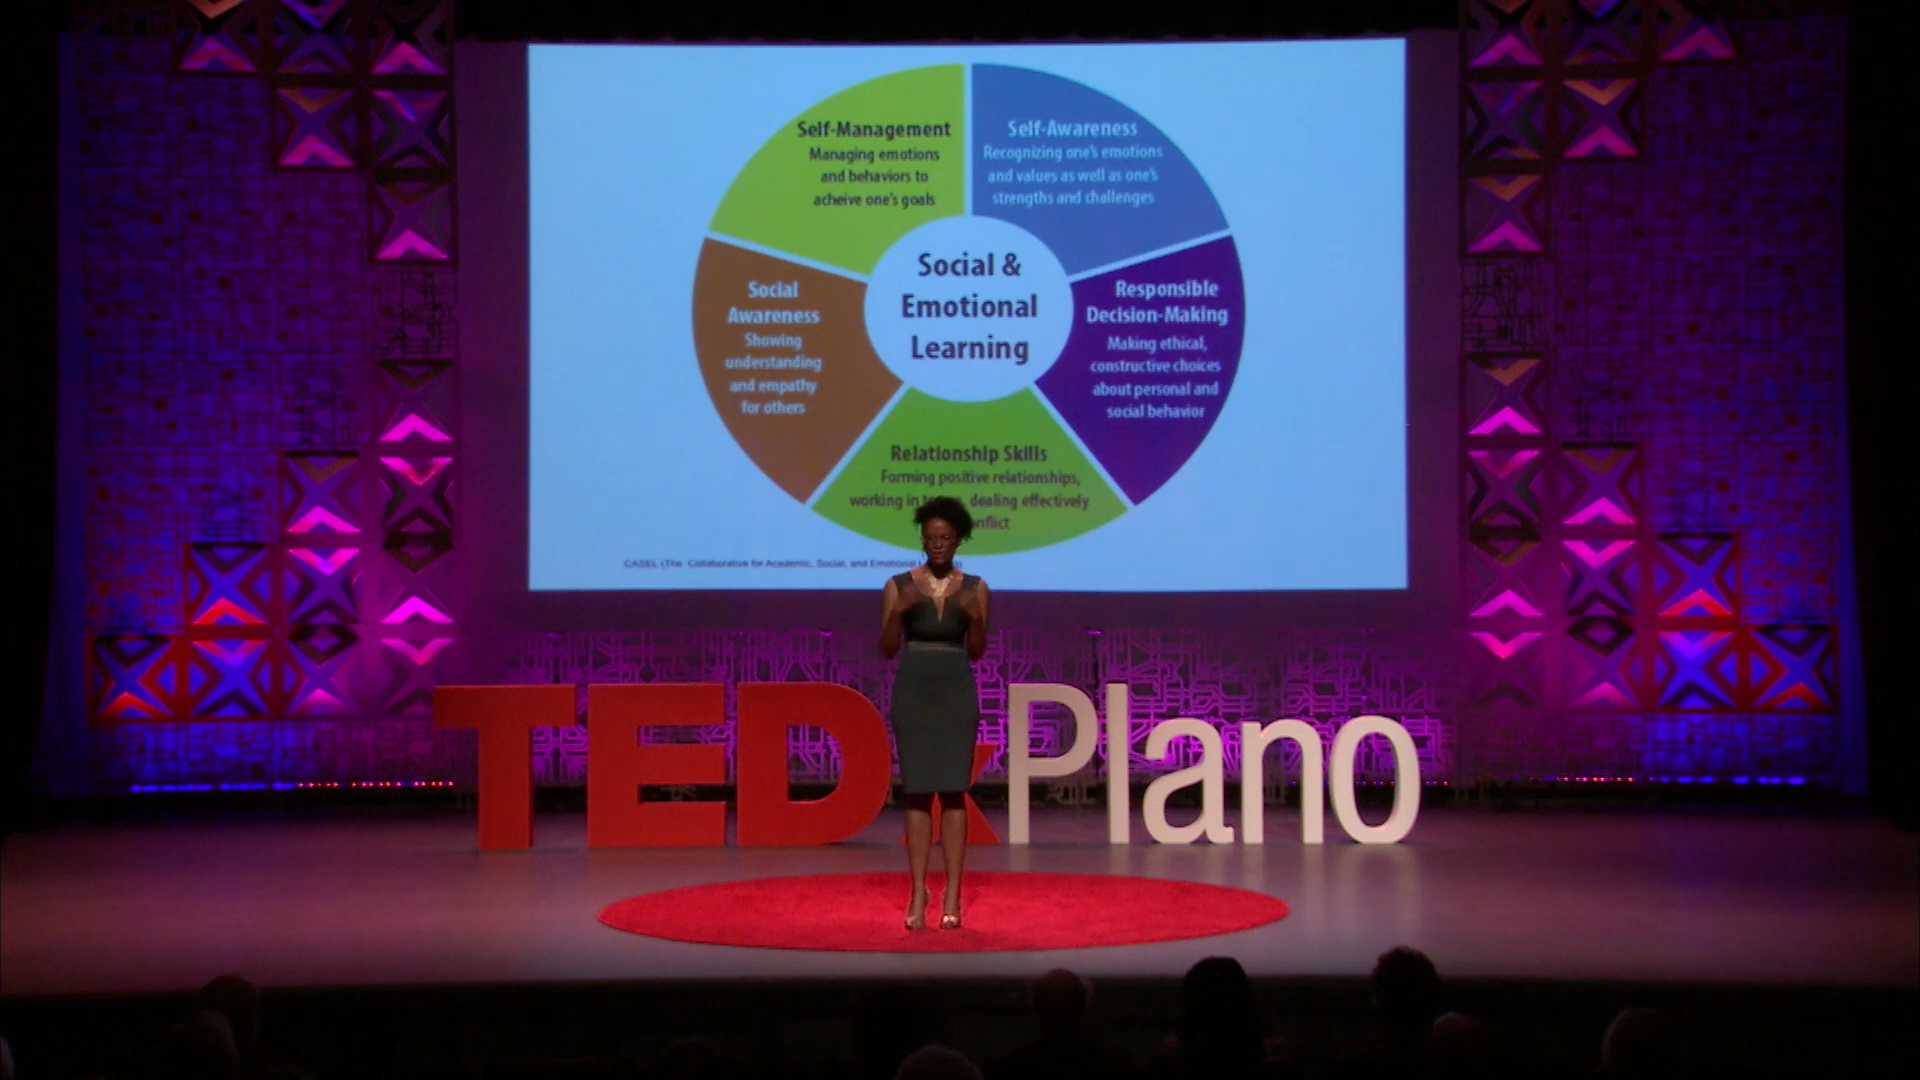 Self-Management
Managing emotions
and behaviors to
acheive one's goals
Self-Awareness
Recognizing one's emotions
and values as well as one's
strengths and challenges
Social
Awareness
Showing
understanding
and empathy
for others
Social &
Emotional
Learning
Responsible
Decision-Making
Making ethical,
constructive choices
about personal and
social behavior
Relationship Skills
Forming positive relationships,
working in dealing effectively
CASEL (The Collaborative for Academic, Social, and Emotional
TEDxPlano